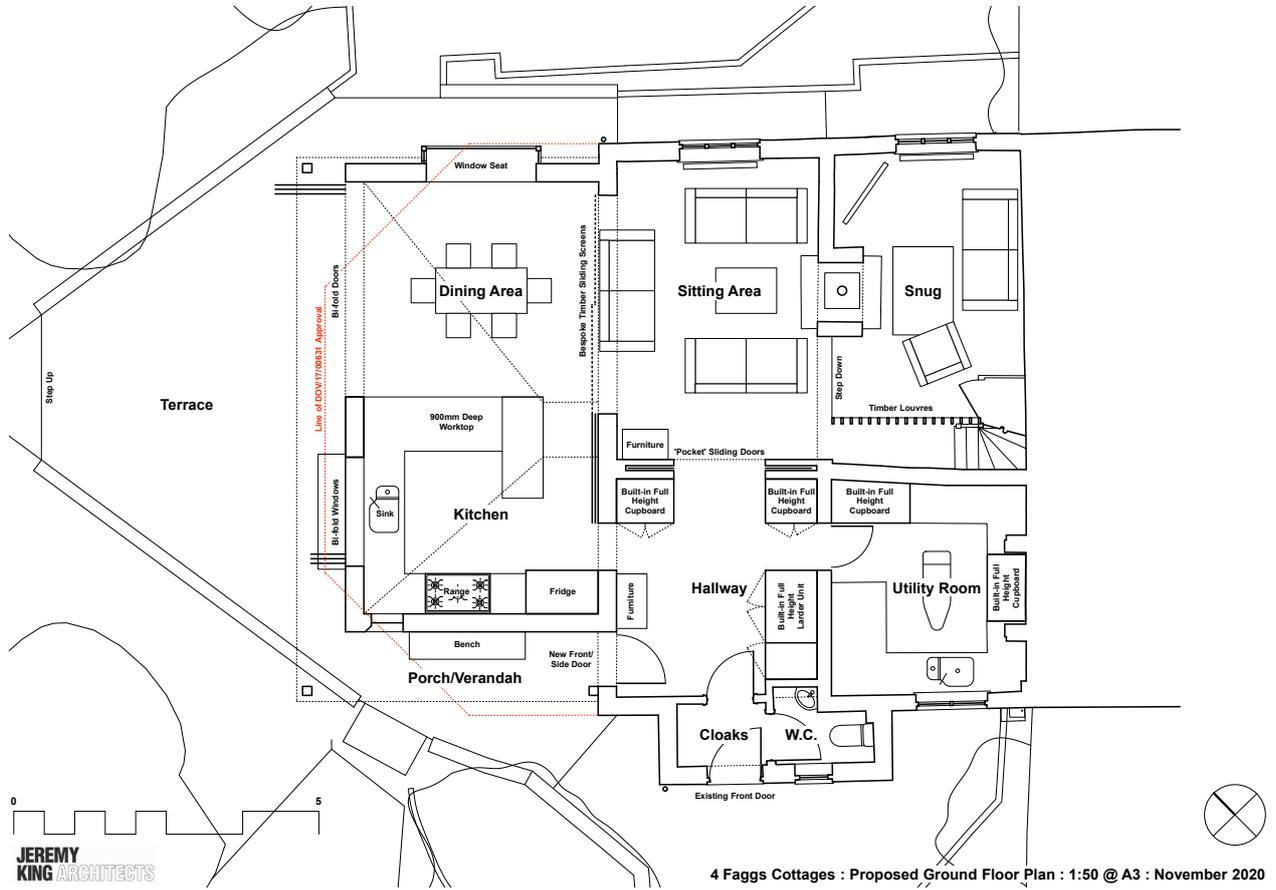 Window Seat
Bi-fold Doors
Line of DOV/17/00631 Approval
Bespoke Timber Sliding Screens
Dining Area
Sitting Area
Snug
Step Up
Terrace
Step Down
Timber Louvres
900mm Deep
Worktop
Furniture
'Pocket' Sliding Doors
Bi-fold Windows
Sink
Kitchen
Built-in Full
Height
Cupboard
Built-in Full
Height
Cupboard
Built-in Full
Height
Cupboard
Range
Fridge
Furniture
Hallway
Built-in Full
Height
Larder Unit
Utility Room
Built-in Full
Height
Cupboard
Bench
New Front/
Side Door
Porch/Verandah
Cloaks
W.C.
Existing Front Door
0
5
JEREMY
KING ARCHITECTS
4 Faggs Cottages : Proposed Ground Floor Plan : 1:50 @ A3 : November 2020